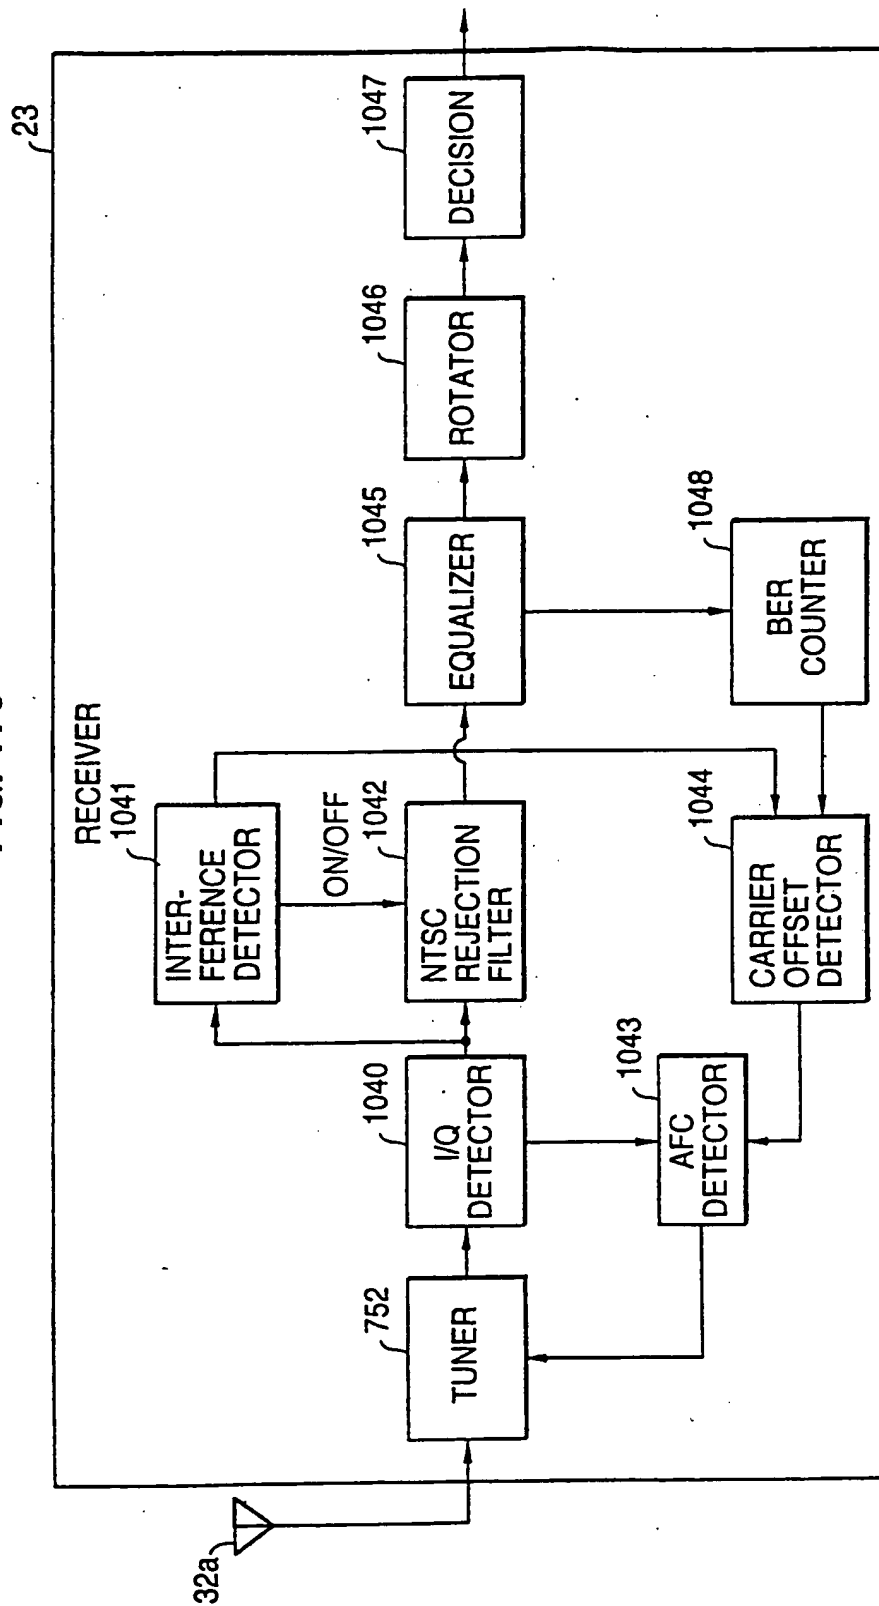 23
RECEIVER
1041
INTER-
FERENCE
DETECTOR
ON/OFF
32a
752
TUNER
1040
I/Q
DETECTOR
1042
NTSC
REJECTION
FILTER
1045
EQUALIZER
1046
ROTATOR
1047
DECISION
1043
AFC
DETECTOR
1044
CARRIER
OFFSET
DETECTOR
1048
BER
COUNTER